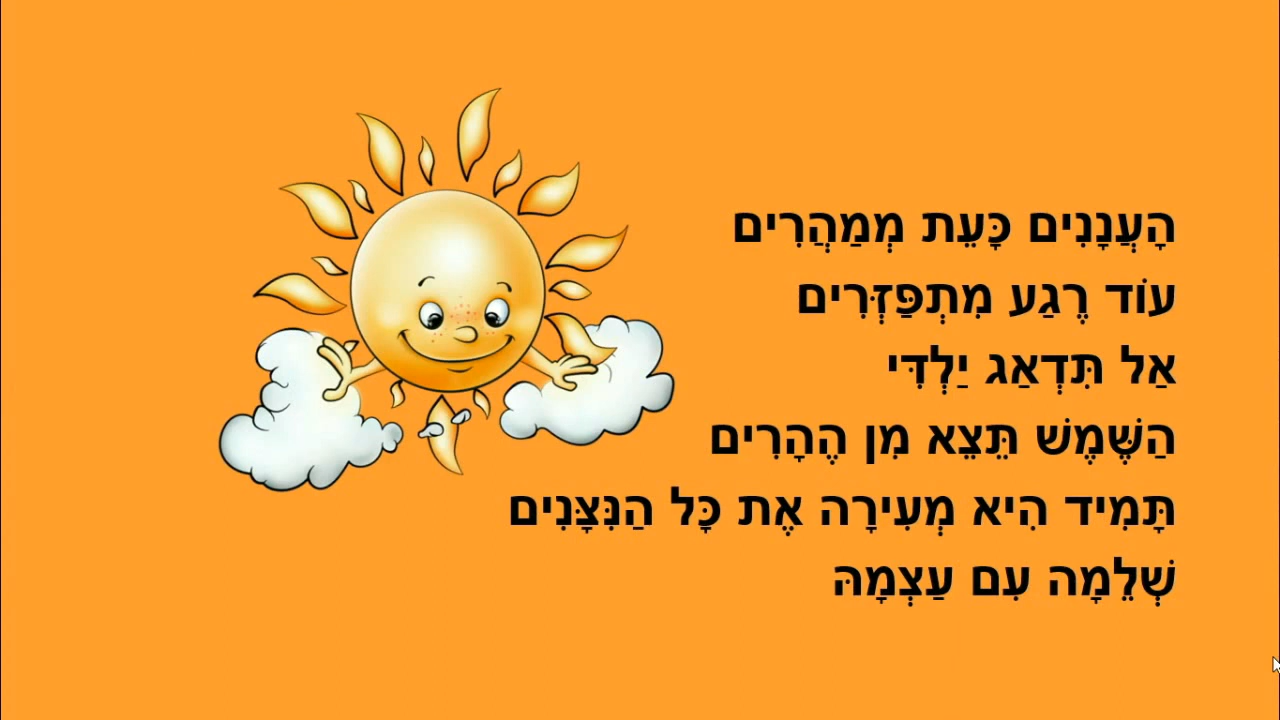 הָעֲנָנִים כָּעֵת מְמַהֲרִים
עוֹד רֶגַע מִתְפַּזְּרִים
אַל תִּדְאַג יַלְדִּי
הַשֶּׁמֶשׁ תֵּצֵא מִן הֶהָרִים
תָּמִיד הִיא מְעִירָה אֶת כָּל הַנִּצָּנִים
שְׁלֵמָה עִם עַצְמָהּ